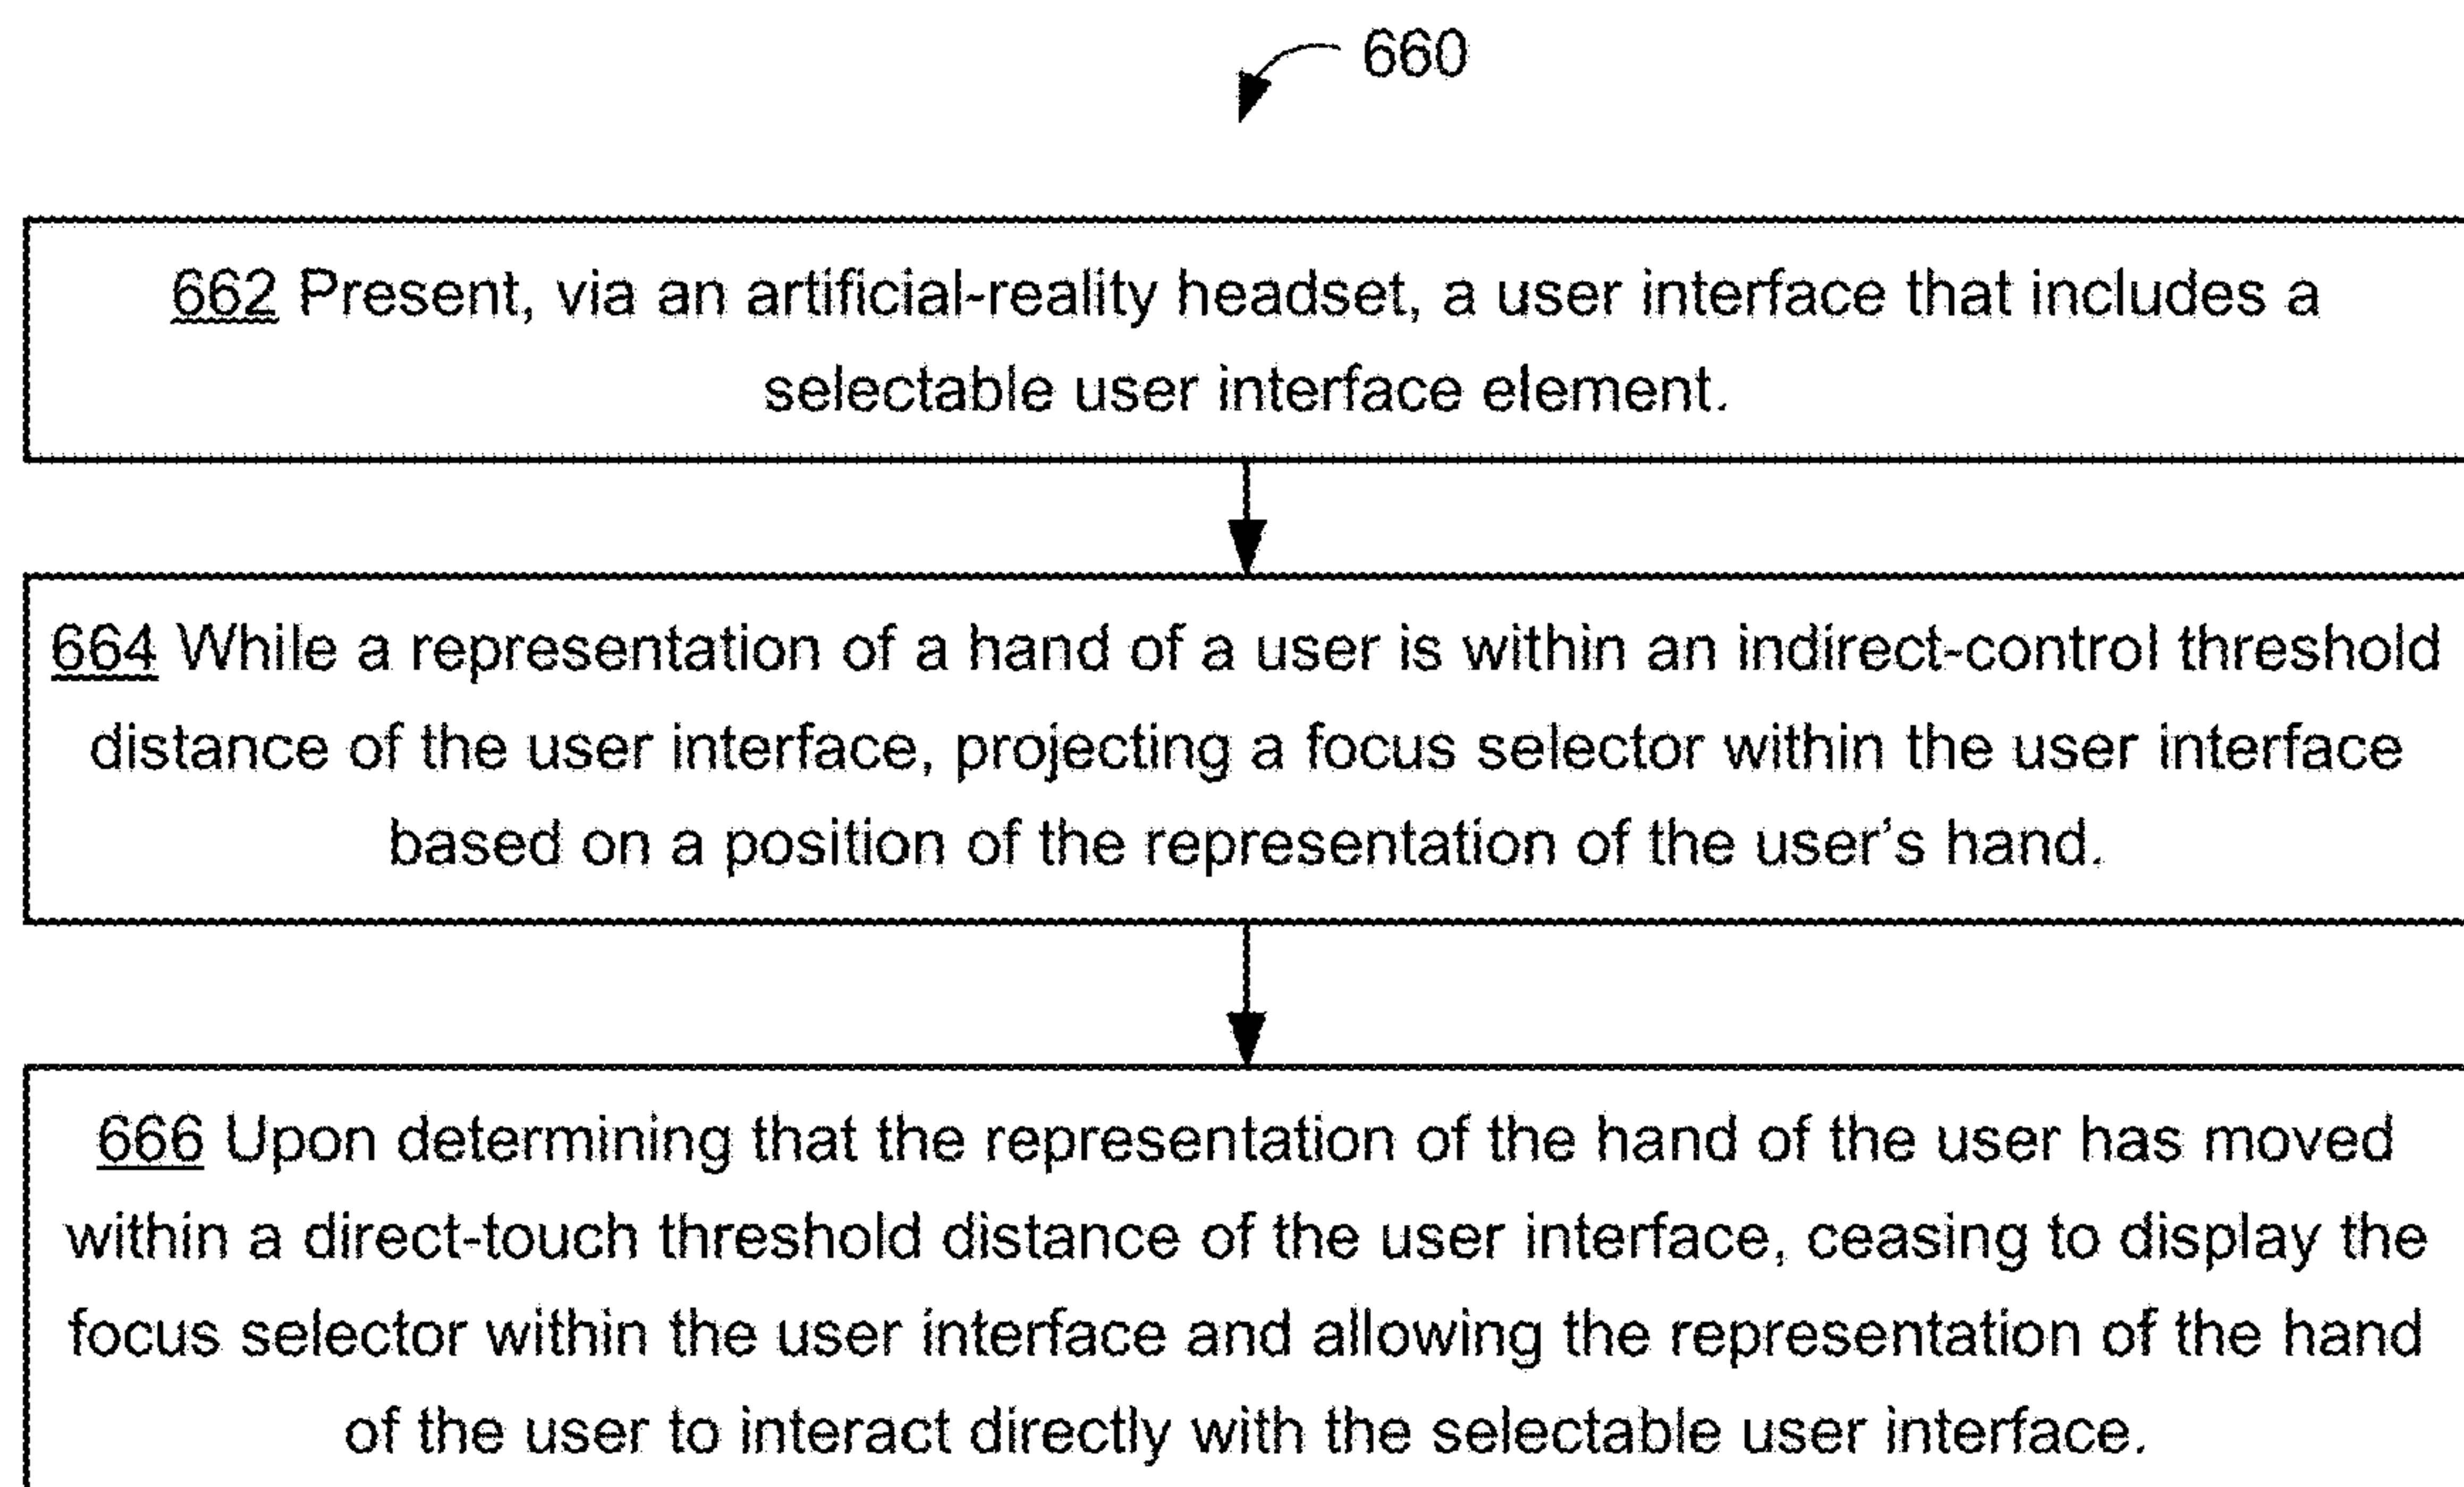 660
662 Present, via an artificial-reality headset, a user interface that includes a
selectable user interface element.
664 While a representation of a hand of a user is within an indirect-control threshold
distance of the user interface, projecting a focus selector within the user interface
based on a position of the representation of the user's hand.
666 Upon determining that the representation of the hand of the user has moved
within a direct-touch threshold distance of the user interface, ceasing to display the
focus selector within the user interface and allowing the representation of the hand
of the user to interact directly with the selectable user interface.